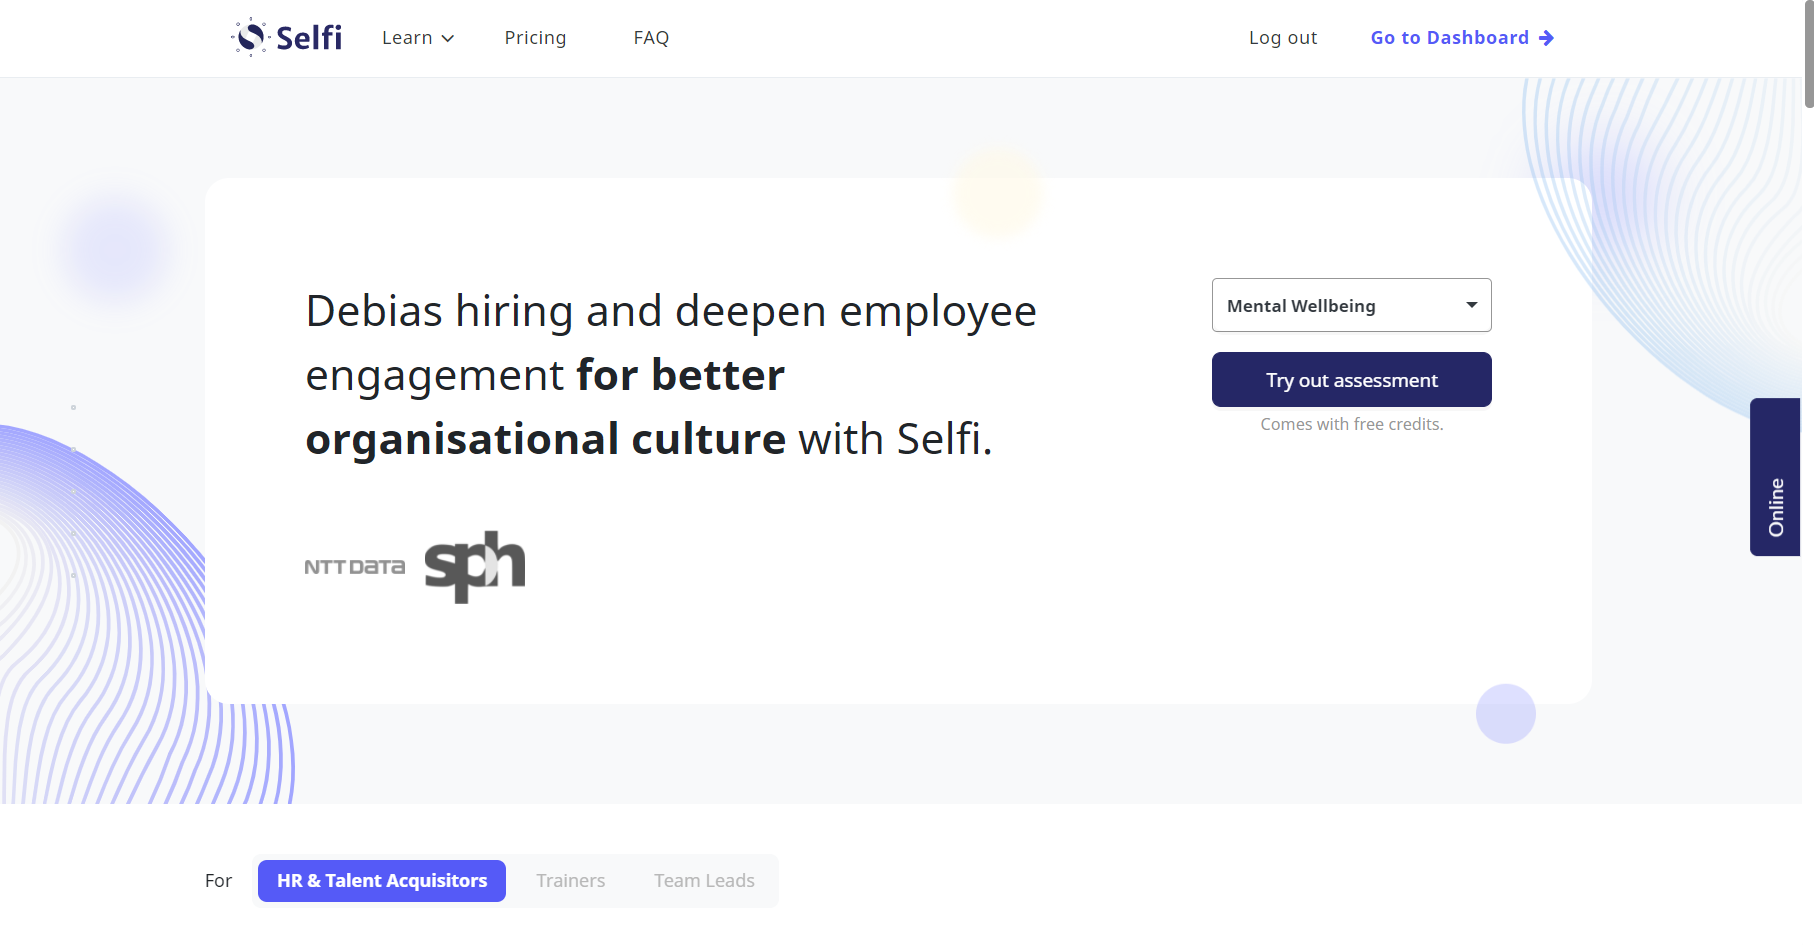 Selfi
Learn
Pricing
FAQ
Log out
Go to Dashboard
Debias hiring and deepen employee
engagement for better
organisational culture with Selfi.
Mental Wellbeing
Try out assessment
Comes with free credits.
Online
NTT DATA
sph
For
HR & Talent Acquisitors
Trainers
Team Leads